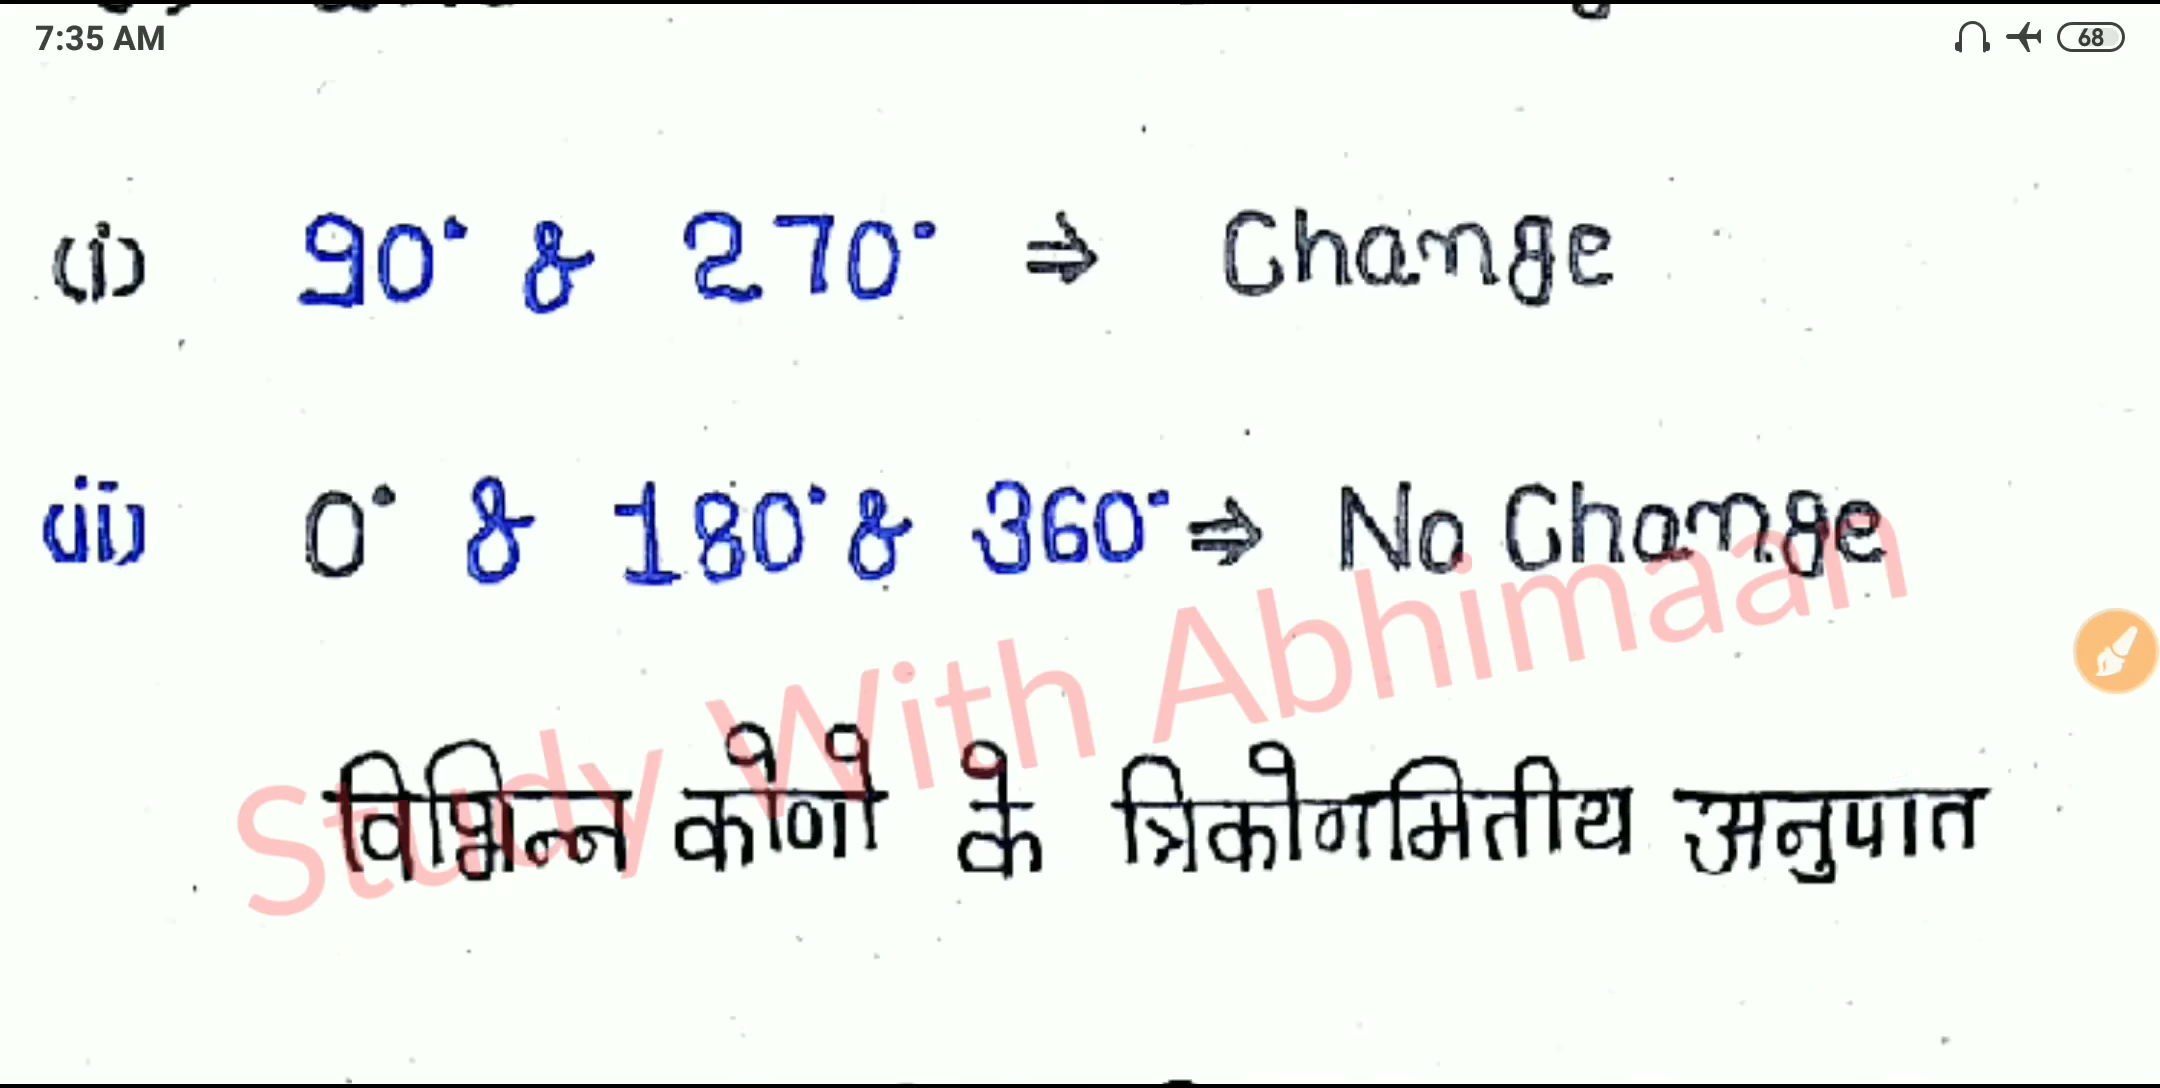 7:35 AM 68
(i) 90° & 270° ⇒ Change
(ii) 0° & 180° & 360° ⇒ No Change
Study With Abhimaan
विभिन्न कोणो के त्रिकोणमितीय अनुपात